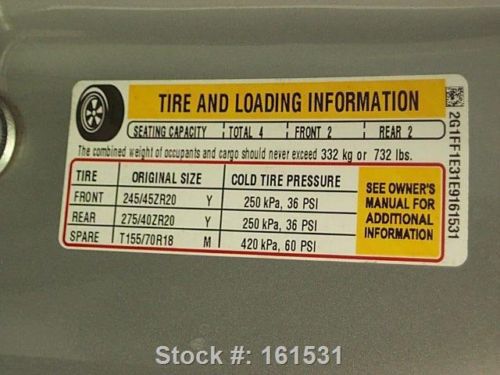 TIRE AND LOADING INFORMATION
SEATING CAPACITY TOTAL 4 FRONT 2 REAR 2
The combined weight of occupants and cargo should never exceed 332 kg or 732 lbs.
TIRE ORIGINAL SIZE COLD TIRE PRESSURE
FRONT 245/45ZR20 Y 250 kPa, 36 PSI
REAR 275/40ZR20 Y 250 kPa, 36 PSI
SPARE T155/70R18 M 420 kPa, 60 PSI
SEE OWNER'S
MANUAL FOR
ADDITIONAL
INFORMATION
2G1FF1E31E9161531
Stock #: 161531